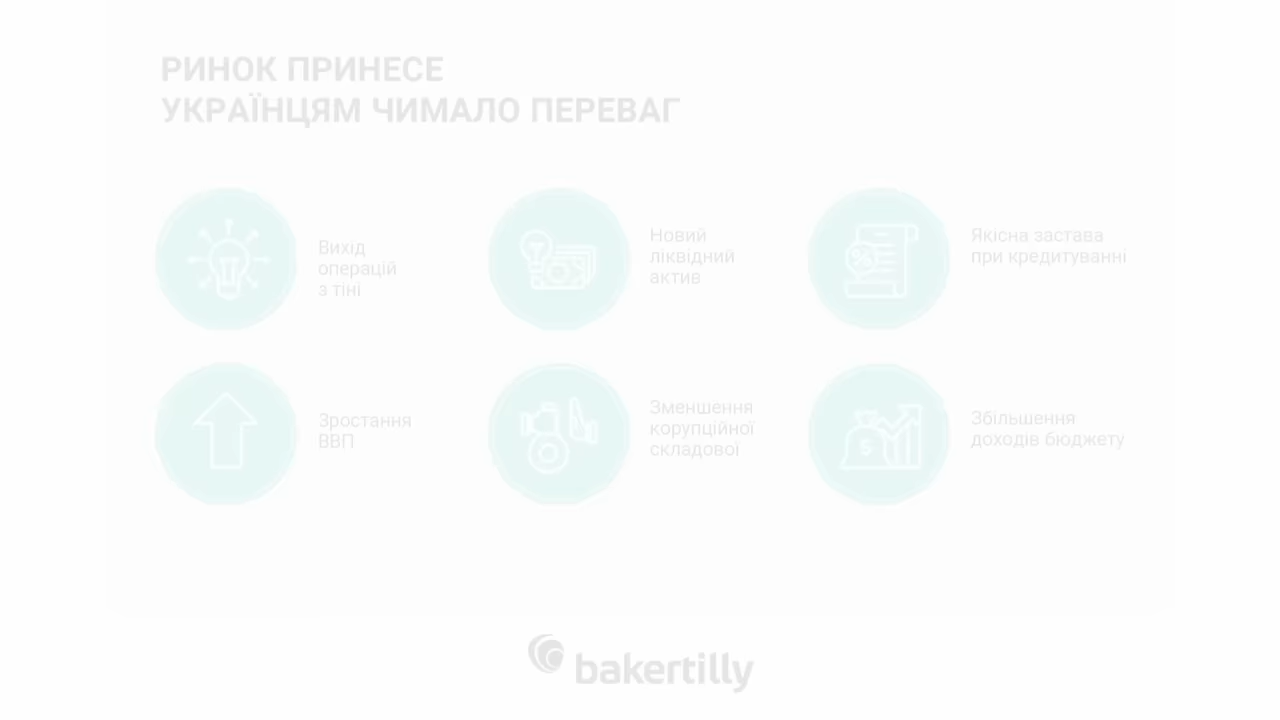 РИНОК ПРИНЕСЕ
УКРАЇНЦЯМ ЧИМАЛО ПЕРЕВАГ
Вихід
операцій
з тіні
Новий
ліквідний
актив
Якісна застава
при кредитуванні
Зростання
ВВП
Зменшення
корупційної
складової
Збільшення
доходів бюджету
bakertilly